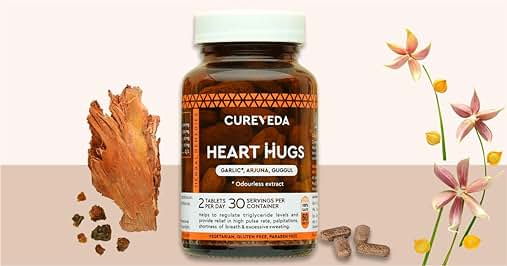 CUREVEDA
HEART HUGS
GARLIC*, ARJUNA, GUGGUL
* Odourless extract
2 TABLETS PER DAY 30 SERVINGS PER CONTAINER
helps to regulate triglyceride levels and
provide relief in high pulse rate, palpitations,
shortness of breath & excessive sweating.
VEGETARIAN, GLUTEN FREE, PARABEN FREE